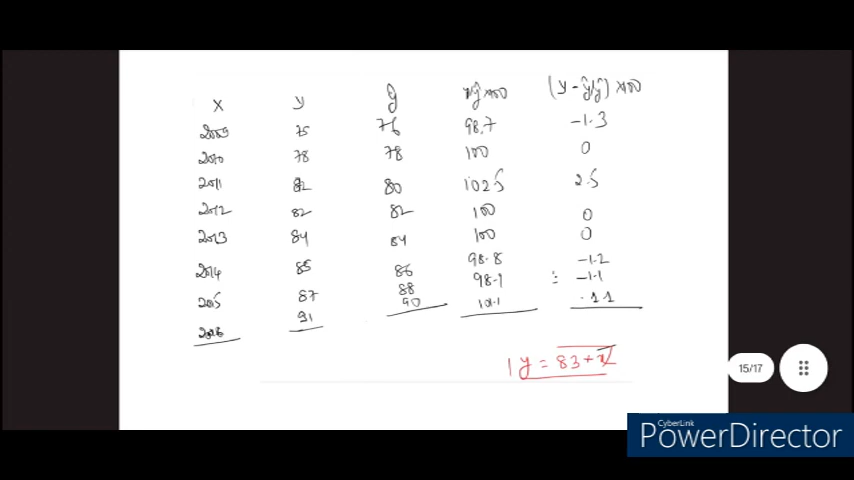 x y ŷ y/ŷ×100 (y - ŷ/ŷ) ×100
2009 75 76 98.7 -1.3
2010 78 78 100 0
2011 82 80 102.5 2.5
2012 82 82 100 0
2013 84 84 100 0
2014 85 86 98.8 -1.2
2015 87 88 98.9 -1.1
2016 91 90 101.1 1.1
y = 83 + x
15/17
CyberLink
PowerDirector